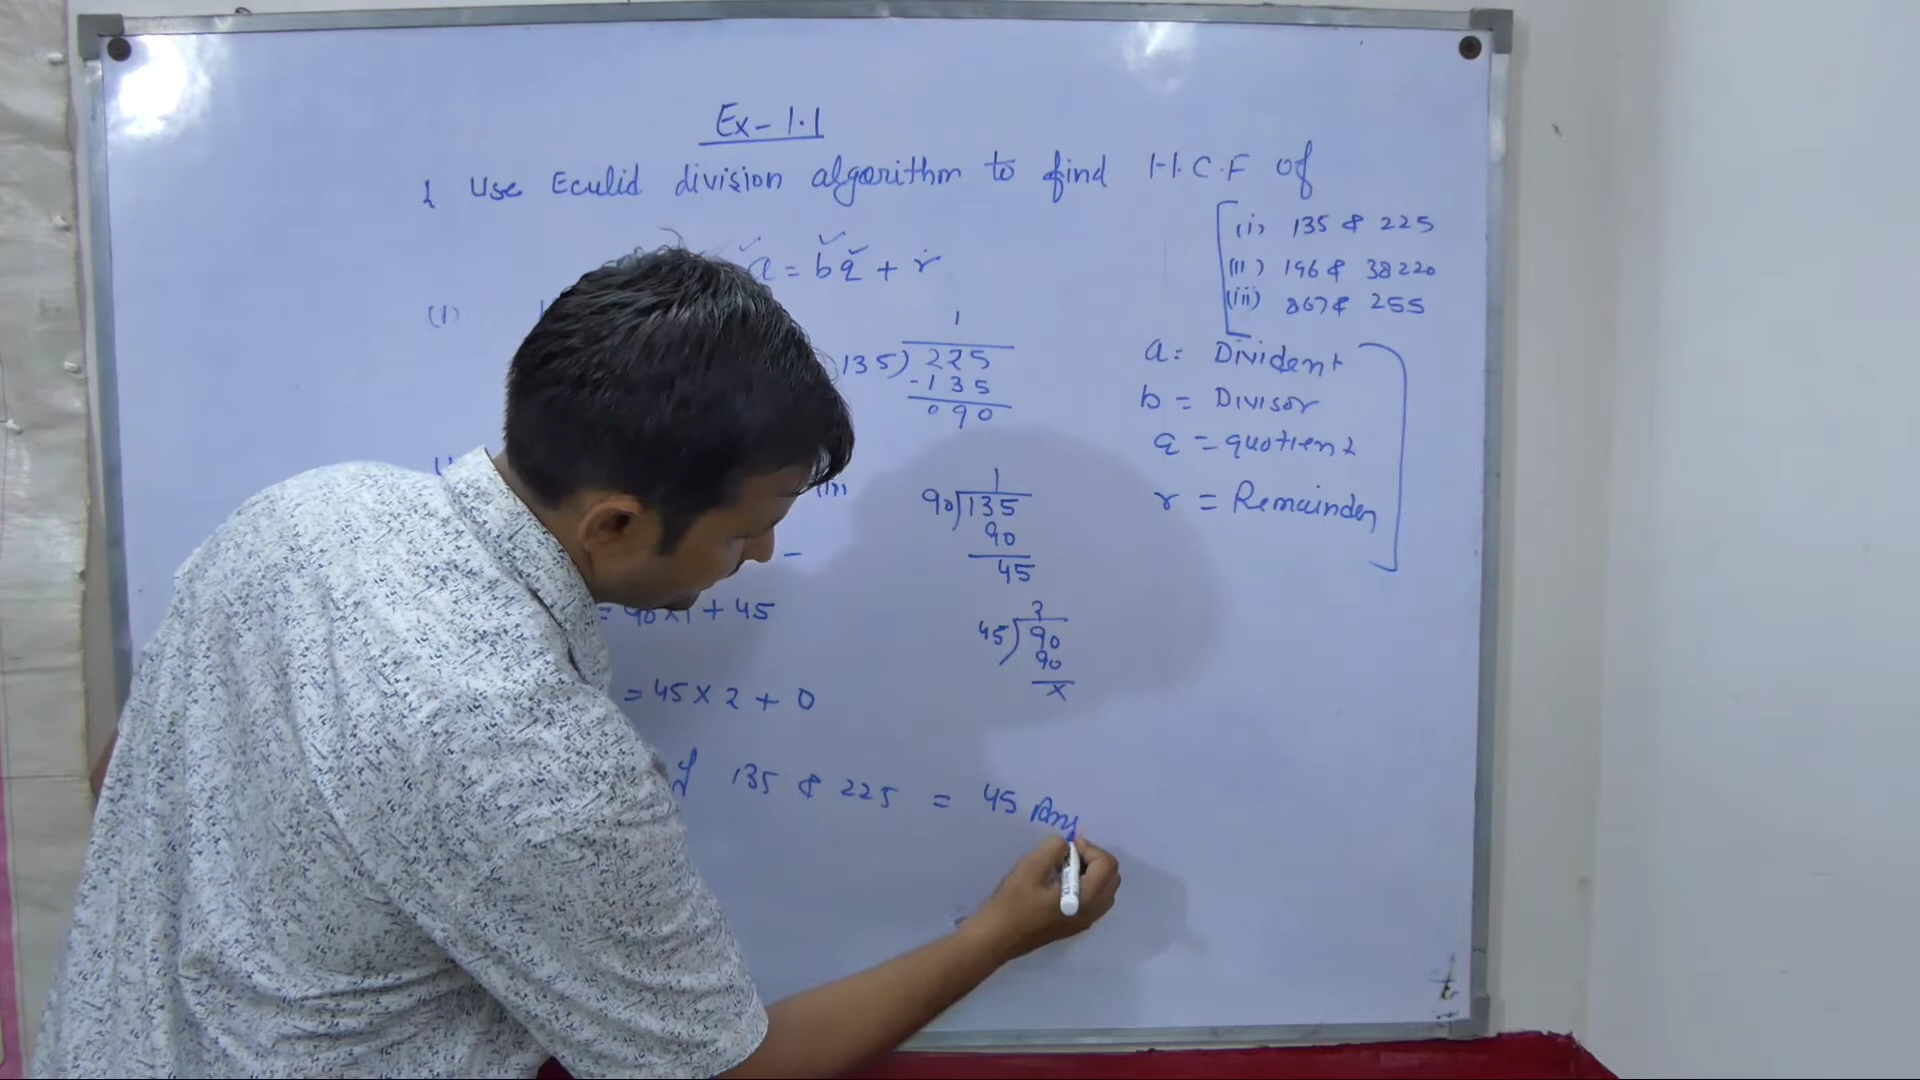 Ex-1.1
1 Use Eculid division algorithm to find H.C.F of
(i) 135 & 225
(ii) 196 & 38220
(iii) 867 & 255
a = bq + r
(i)
1
135) 225
-135
090
a = Divident
b = Divisor
q = quotient
r = Remainder
1
90)135
90
45
= 90 x 1 + 45
2
45)90
90
x
= 45 x 2 + 0
135 & 225 = 45 Ans